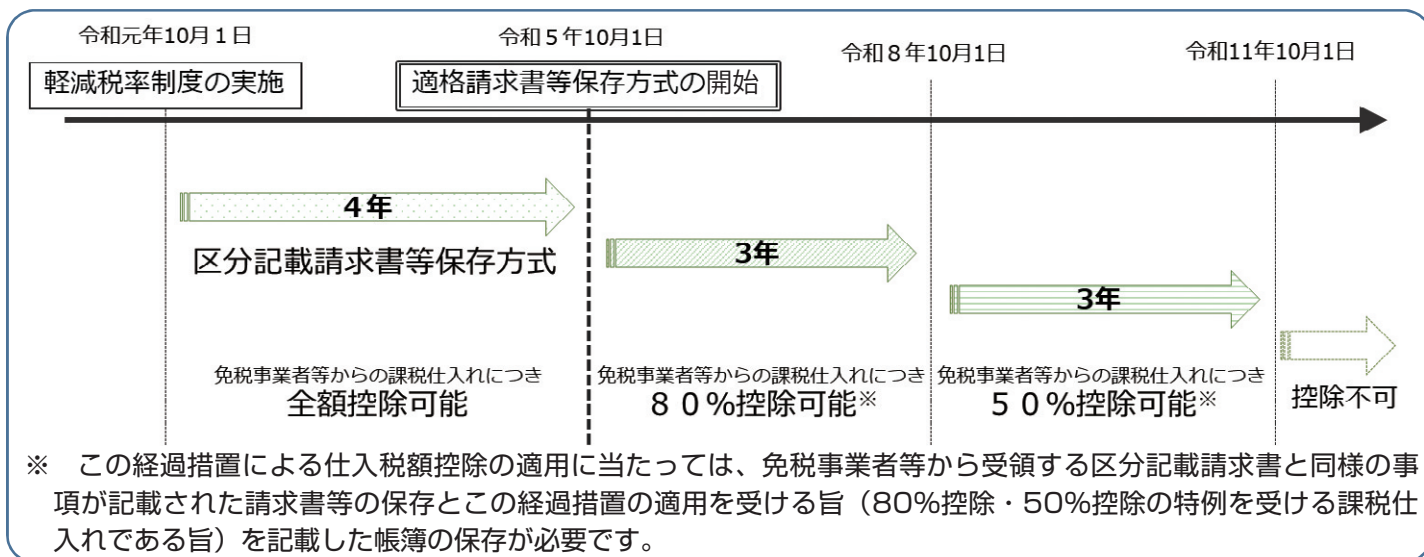 令和元年10月１日
令和５年10月1日
令和８年10月1日
令和11年10月1日
軽減税率制度の実施
適格請求書等保存方式の開始
４年
区分記載請求書等保存方式
3年
3年
免税事業者等からの課税仕入れにつき
全額控除可能
免税事業者等からの課税仕入れにつき
８０％控除可能※
免税事業者等からの課税仕入れにつき
５０％控除可能※
控除不可
※　この経過措置による仕入税額控除の適用に当たっては、免税事業者等から受領する区分記載請求書と同様の事
項が記載された請求書等の保存とこの経過措置の適用を受ける旨（80％控除・50％控除の特例を受ける課税仕
入れである旨）を記載した帳簿の保存が必要です。